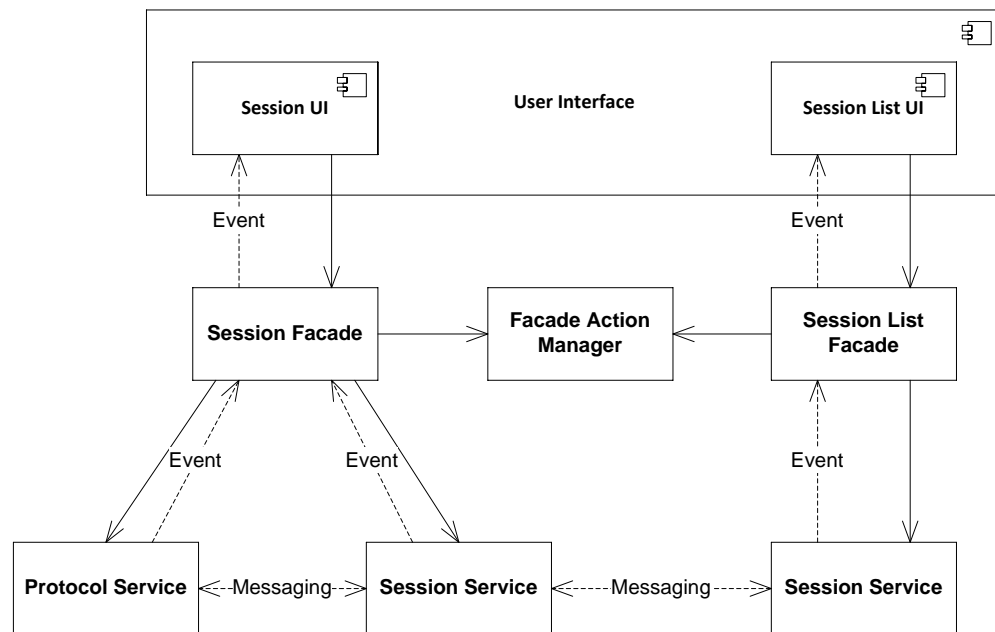 Session UI
User Interface
Session List UI
Event
Event
Session Facade
Facade Action
Manager
Session List
Facade
Event
Event
Event
Protocol Service
Messaging
Session Service
Messaging
Session Service